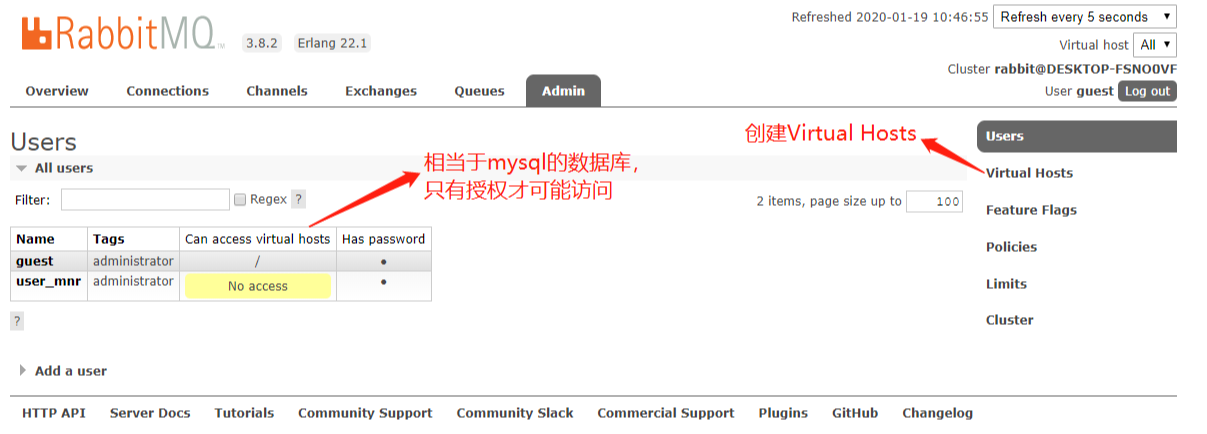 RabbitMQ TM 3.8.2 Erlang 22.1
Refreshed 2020-01-19 10:46:55 Refresh every 5 seconds
Virtual host All
Cluster rabbit@DESKTOP-FSNO0VF
User guest Log out
Overview Connections Channels Exchanges Queues Admin
Users
All users
Filter: Regex ?
2 items, page size up to 100
Name Tags Can access virtual hosts Has password
guest administrator / •
user_mnr administrator No access •
?
Add a user
相当于mysql的数据库，
只有授权才可能访问
创建Virtual Hosts
Users
Virtual Hosts
Feature Flags
Policies
Limits
Cluster
HTTP API Server Docs Tutorials Community Support Community Slack Commercial Support Plugins GitHub Changelog